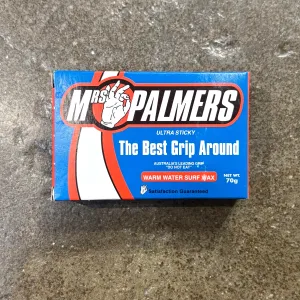 MRS PALMERS
ULTRA STICKY
The Best Grip Around
AUSTRALIA'S LEADING GRIP
"DO NOT EAT"
WARM WATER SURF WAX
NET WT.
70g
Satisfaction Guaranteed